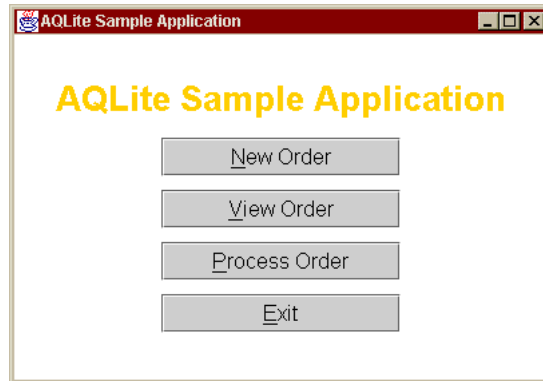 AQLite Sample Application
AQLite Sample Application
New Order
View Order
Process Order
Exit